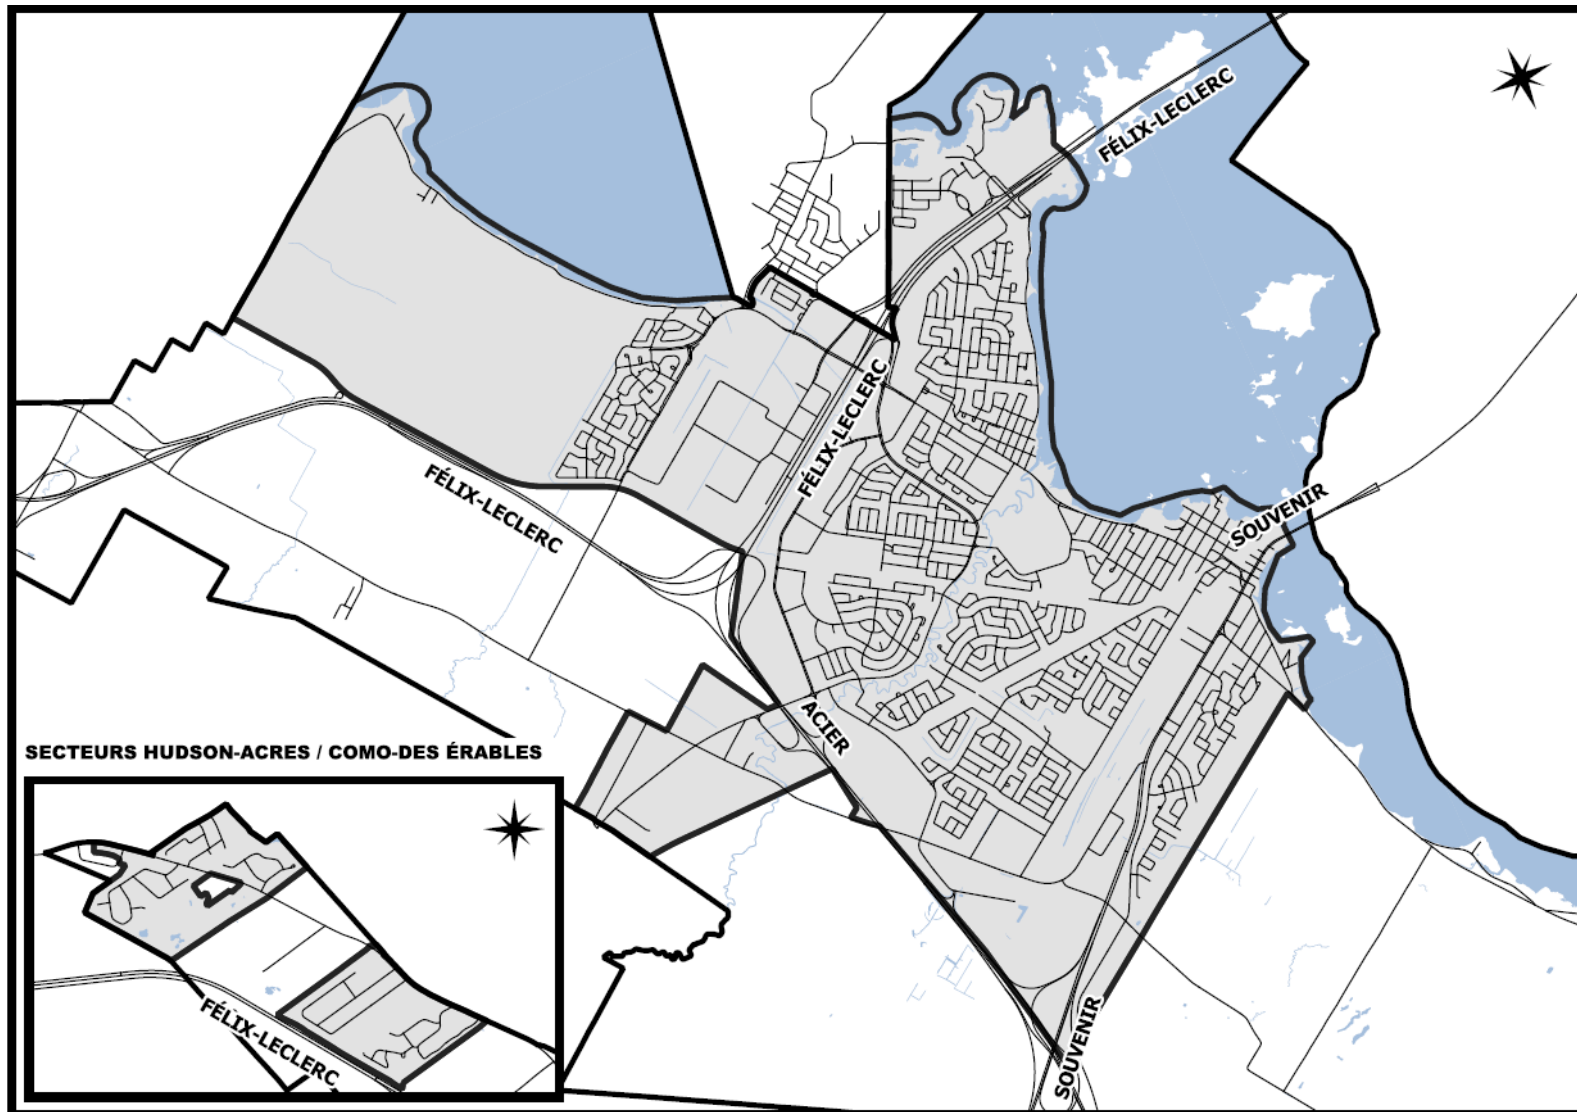 FÉLIX-LECLERC
FÉLIX-LECLERC
FÉLIX-LECLERC
SOUVENIR
ACIER
SECTEURS HUDSON-ACRES / COMO-DES ÉRABLES
FÉLIX-LECLERC
SOUVENIR